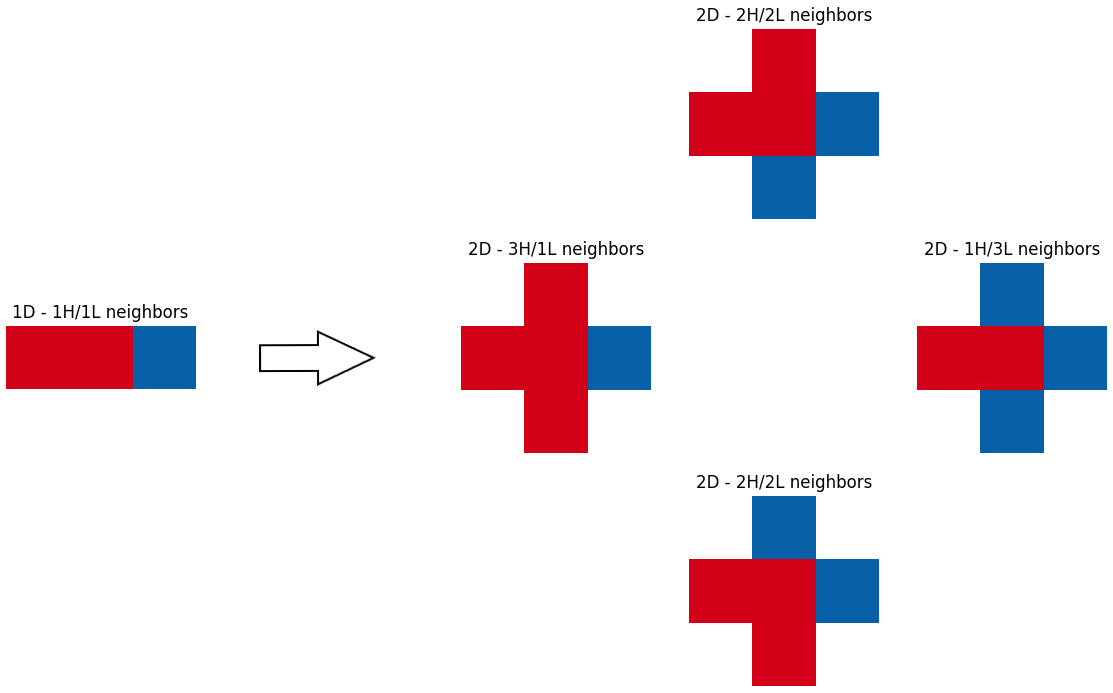 2D - 2H/2L neighbors
2D - 3H/1L neighbors
2D - 1H/3L neighbors
1D - 1H/1L neighbors
2D - 2H/2L neighbors